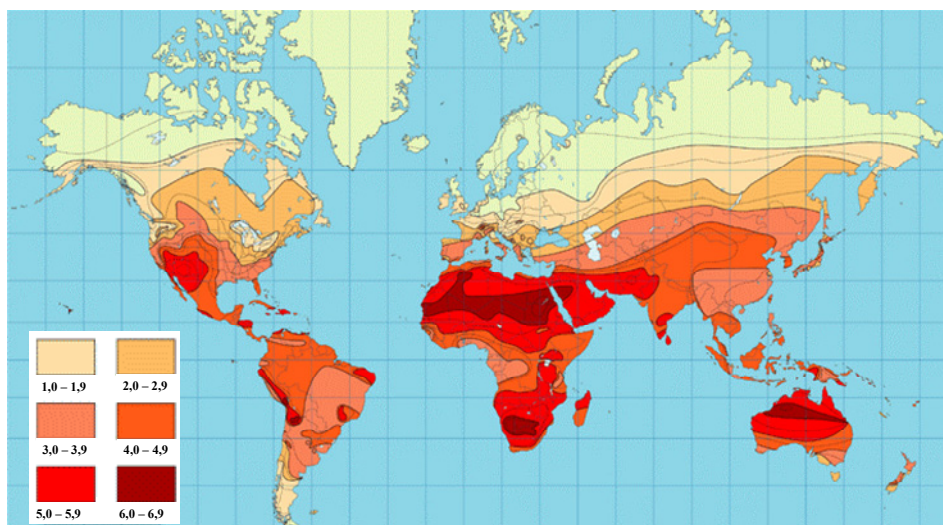 1,0 – 1,9
2,0 – 2,9
3,0 – 3,9
4,0 – 4,9
5,0 – 5,9
6,0 – 6,9